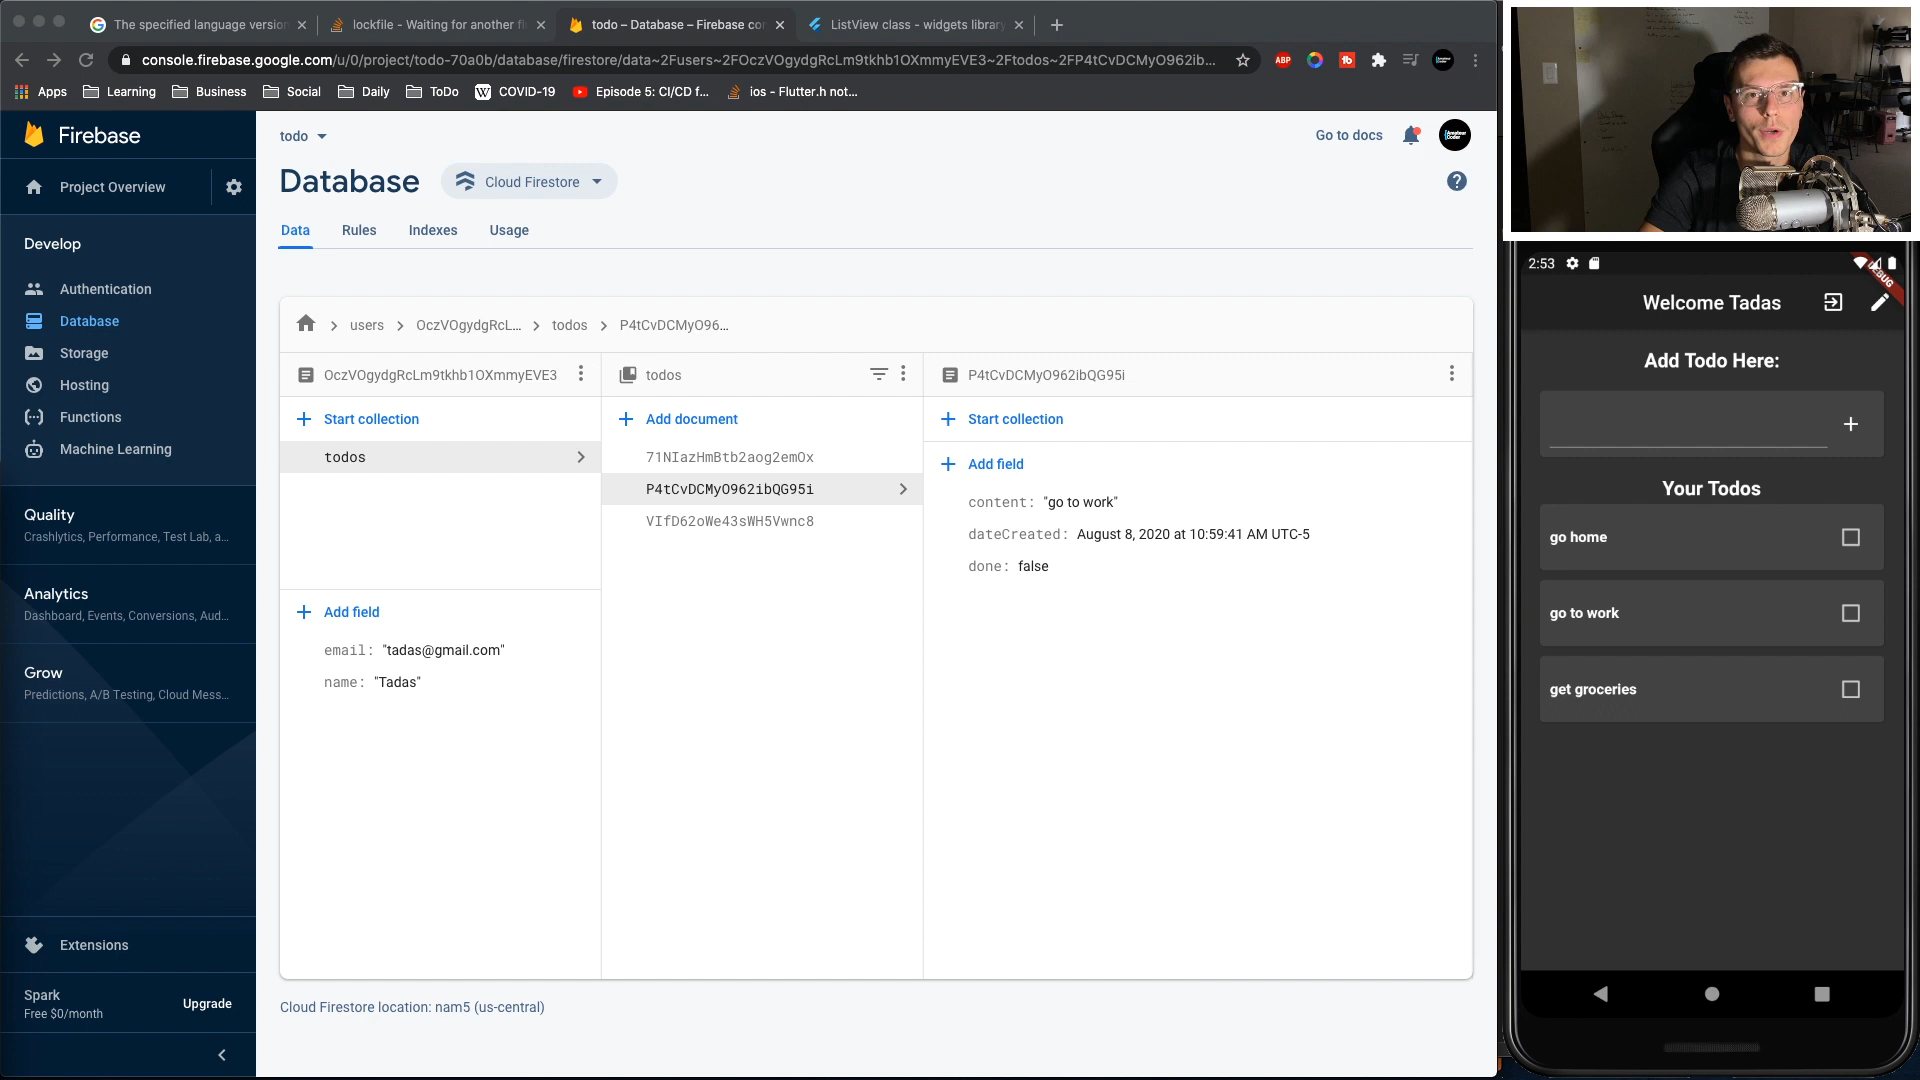 The specified language version
lockfile - Waiting for another fl
todo – Database – Firebase con
ListView class - widgets library
console.firebase.google.com/u/0/project/todo-70a0b/database/firestore/data~2Fusers~2FOczVOgydgRcLm9tkhb1OXmmyEVE3~2Ftodos~2FP4tCvDCMyO962ib...
ABP
Apps
Learning
Business
Social
Daily
ToDo
W
COVID-19
Episode 5: CI/CD f...
ios - Flutter.h not...
Firebase
Project Overview
Develop
Authentication
Database
Storage
Hosting
Functions
Machine Learning
Quality
Crashlytics, Performance, Test Lab, a...
Analytics
Dashboard, Events, Conversions, Aud...
Grow
Predictions, A/B Testing, Cloud Mess...
Extensions
Spark
Free $0/month
Upgrade
todo
Go to docs
Database
Cloud Firestore
Data
Rules
Indexes
Usage
users
OczVOgydgRcL...
todos
P4tCvDCMyO96...
OczVOgydgRcLm9tkhb1OXmmyEVE3
todos
P4tCvDCMyO962ibQG95i
Start collection
Add document
Start collection
todos
71NIazHmBtb2aog2emOx
P4tCvDCMyO962ibQG95i
VIfD62oWe43sWH5Vwnc8
Add field
content: "go to work"
dateCreated: August 8, 2020 at 10:59:41 AM UTC-5
done: false
Add field
email: "tadas@gmail.com"
name: "Tadas"
Cloud Firestore location: nam5 (us-central)
2:53
DEBUG
Welcome Tadas
Add Todo Here:
Your Todos
go home
go to work
get groceries